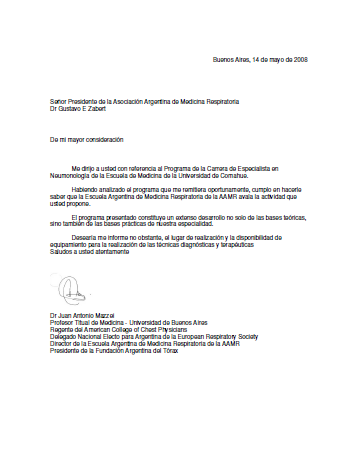 Buenos Aires, 14 de mayo de 2008
Señor Presidente de la Asociación Argentina de Medicina Respiratoria
Dr Gustavo E Zabert
De mi mayor consideración
Me dirijo a usted con referencia al Programa de la Carrera de Especialista en
Neumonología de la Escuela de Medicina de la Universidad de Comahue.
Habiendo analizado el programa que me remitiera oportunamente, cumplo en hacerle
saber que la Escuela Argentina de Medicina Respiratoria de la AAMR avala la actividad que
usted propone.
El programa presentado constituye un extenso desarrollo no solo de las bases teóricas,
sino también de las bases prácticas de nuestra especialidad.
Desearía me informe no obstante, el lugar de realización y la disponibilidad de
equipamiento para la realización de las técnicas diagnósticas y terapéuticas
Saludos a usted atentamente
Dr Juan Antonio Mazzei
Profesor Titual de Medicina - Universidad de Buenos Aires
Regente del American College of Chest Physicians
Delegado Nacional Electo para Argentina de la European Respiratory Society
Director de la Escuela Argentina de Medicina Respiratoria de la AAMR
Presidente de la Fundación Argentina del Tórax